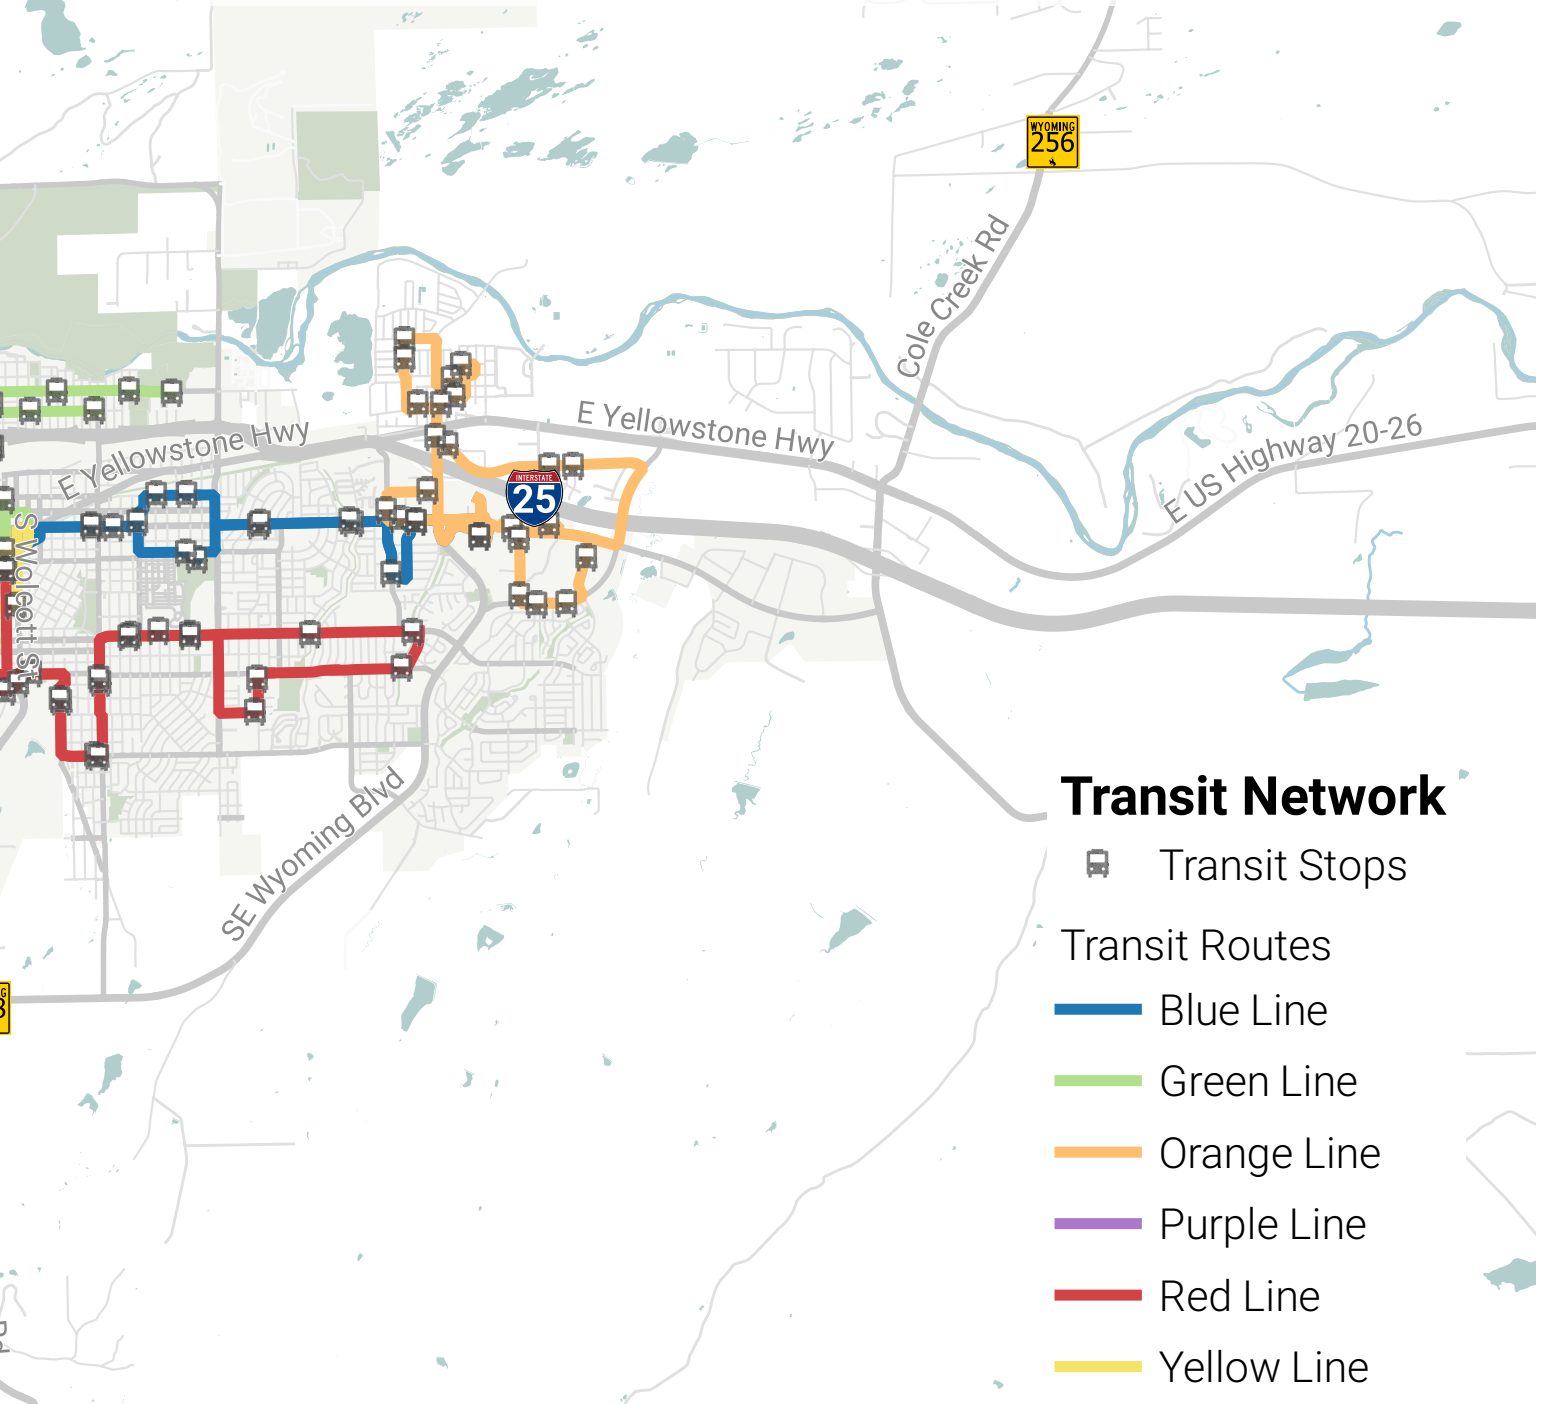 WYOMING
256
Cole Creek Rd
E Yellowstone Hwy
E Yellowstone Hwy
E US Highway 20-26
INTERSTATE
25
S Wolcott St
SE Wyoming Blvd
Transit Network
Transit Stops
Transit Routes
Blue Line
Green Line
Orange Line
Purple Line
Red Line
Yellow Line
Rd